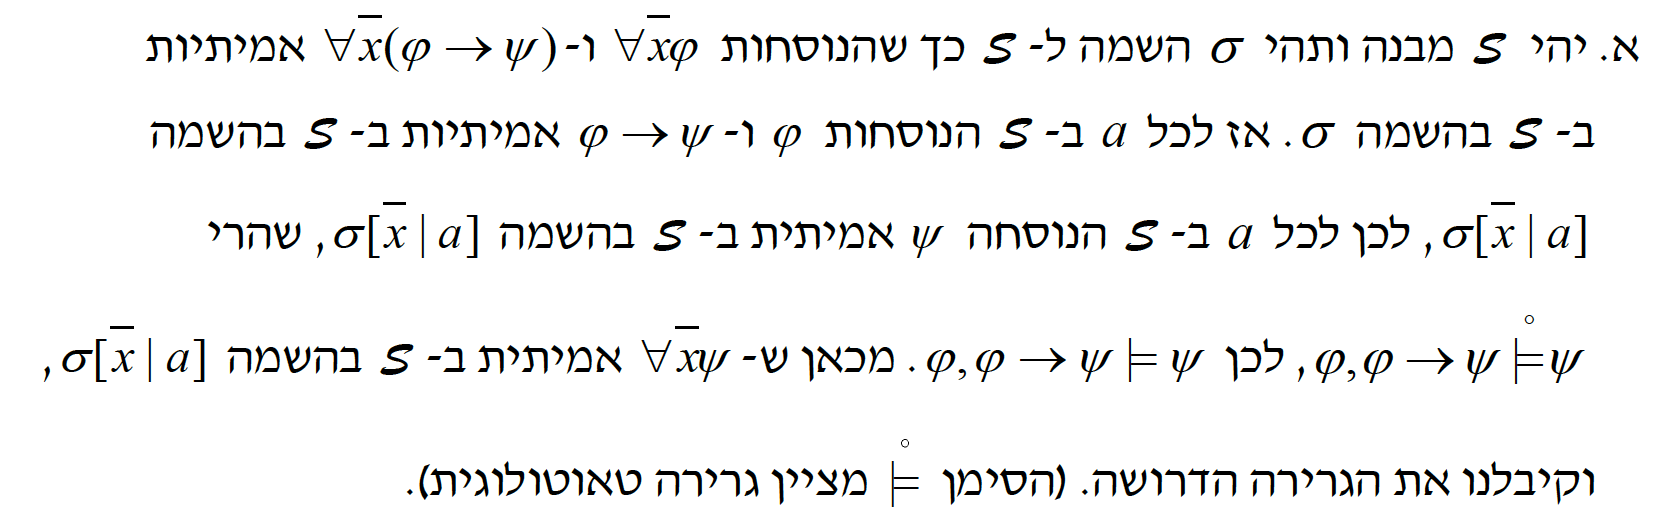 א. יהי 𝓢 מבנה ותהי σ השמה ל- 𝓢 כך שהנוסחות ∀x̅φ ו- ∀x̅(φ → ψ) אמיתיות
ב- 𝓢 בהשמה σ. אז לכל a ב- 𝓢 הנוסחות φ ו- φ → ψ אמיתיות ב- 𝓢 בהשמה
σ[x̅ | a], לכן לכל a ב- 𝓢 הנוסחה ψ אמיתית ב- 𝓢 בהשמה σ[x̅ | a], שהרי
φ, φ → ψ ⊨̊ ψ, לכן φ, φ → ψ ⊨ ψ. מכאן ש- ∀x̅ψ אמיתית ב- 𝓢 בהשמה σ[x̅ | a],
וקיבלנו את הגרירה הדרושה. (הסימן ⊨̊ מציין גרירה טאוטולוגית).